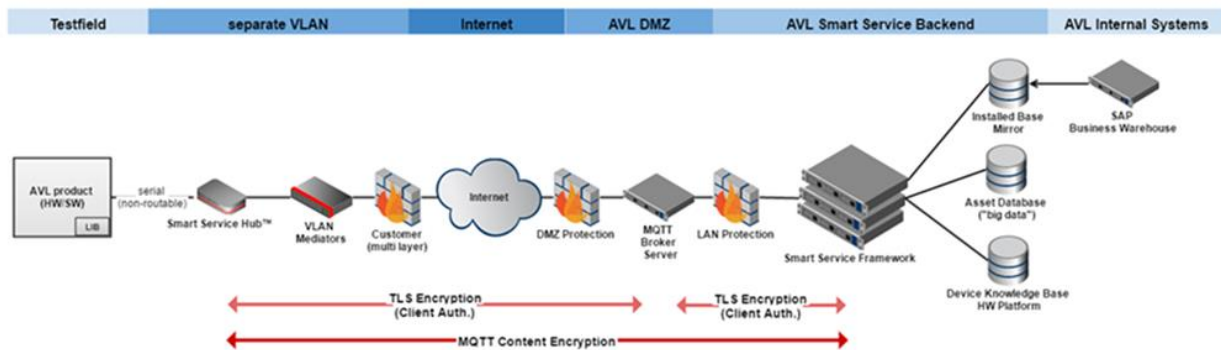 Testfield
separate VLAN
Internet
AVL DMZ
AVL Smart Service Backend
AVL Internal Systems
AVL product
(HW/SW)
LIB
serial
(non-routable)
Smart Service Hub™
VLAN
Mediators
Customer
(multi layer)
Internet
DMZ Protection
MQTT
Broker
Server
LAN Protection
Smart Service Framework
Installed Base
Mirror
SAP
Business Warehouse
Asset Database
("big data")
Device Knowledge Base
HW Platform
TLS Encryption
(Client Auth.)
TLS Encryption
(Client Auth.)
MQTT Content Encryption